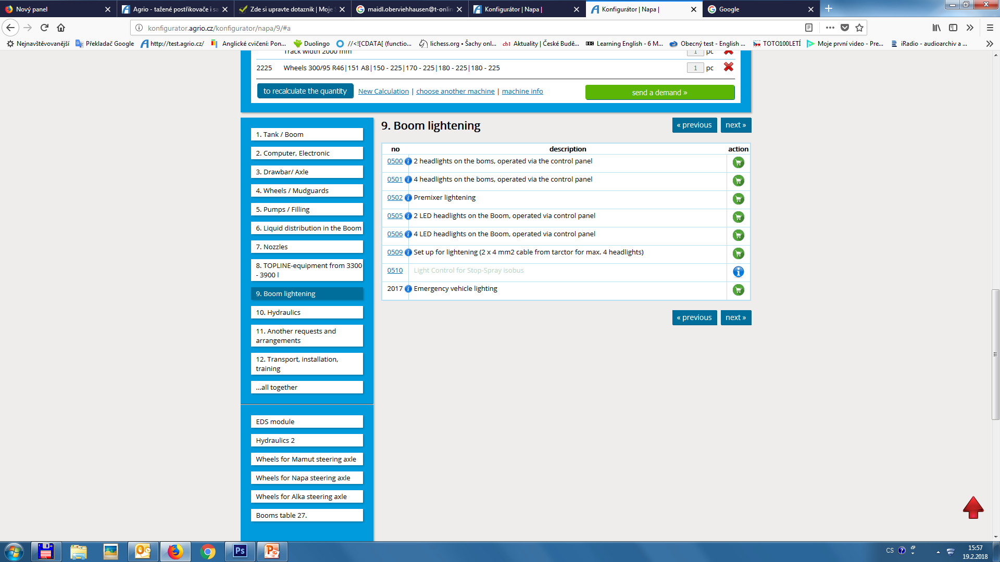 Nový panel
Agrio - tažené postřikovače i sa
Zde si upravte dotazník | Moje S
maidl.oberviehhausen@t-onlin
Konfigurátor | Napa |
Konfigurátor | Napa |
Google
konfigurator.agrio.cz/konfigurator/napa/9/#a
Nejnavštěvovanější
Překladač Google
http://test.agrio.cz/
Anglické cvičení: Pon...
Duolingo
//<![CDATA[ (functio...
lichess.org • Šachy onl...
Aktuality | České Budě...
Learning English - 6 M...
Obecný test - English ...
TOTO100LETÍ
Moje první video - Pre...
iRadio - audioarchiv a ...
Track width 2000 mm 1 pc
2225 Wheels 300/95 R46|151 A8|150 - 225|170 - 225|180 - 225|180 - 225 1 pc
to recalculate the quantity New Calculation | choose another machine | machine info send a demand »
1. Tank / Boom
2. Computer, Electronic
3. Drawbar/ Axle
4. Wheels / Mudguards
5. Pumps / Filling
6. Liquid distribution in the Boom
7. Nozzles
8. TOPLINE-equipment from 3300
- 3900 l
9. Boom lightening
10. Hydraulics
11. Another requests and
arrangements
12. Transport, installation,
training
...all together
EDS module
Hydraulics 2
Wheels for Mamut steering axle
Wheels for Napa steering axle
Wheels for Alka steering axle
Booms table 27.
9. Boom lightening
« previous next »
no description action
0500 2 headlights on the boms, operated via the control panel
0501 4 headlights on the boms, operated via the control panel
0502 Premixer lightening
0505 2 LED headlights on the Boom, operated via control panel
0506 4 LED headlights on the Boom, operated via control panel
0509 Set up for lightening (2 x 4 mm2 cable from tarctor for max. 4 headlights)
0510 Light Control for Stop-Spray isobus
2017 Emergency vehicle lighting
« previous next »
Ps
CS
15:57
19.2.2018